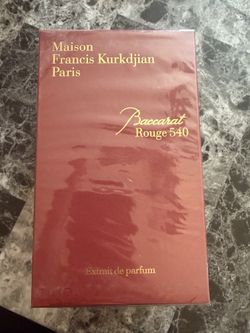 Maison
Francis Kurkdjian
Paris
Baccarat
Rouge 540
Extrait de parfum